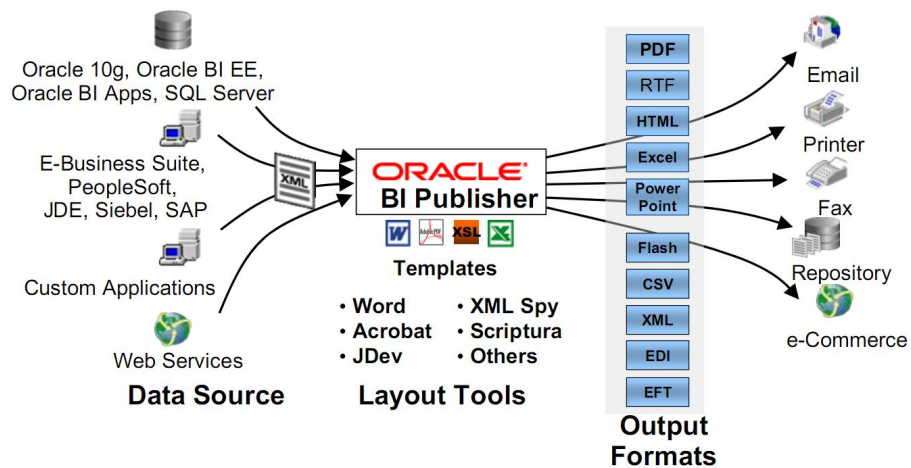 Oracle 10g, Oracle BI EE,
Oracle BI Apps, SQL Server
E-Business Suite,
PeopleSoft,
JDE, Siebel, SAP
Custom Applications
Web Services
Data Source
XML
ORACLE
BI Publisher
W
Adobe PDF
XSL
X
Templates
• Word
• Acrobat
• JDev
• XML Spy
• Scriptura
• Others
Layout Tools
PDF
RTF
HTML
Excel
Power
Point
Flash
CSV
XML
EDI
EFT
Output
Formats
Email
Printer
Fax
Repository
e-Commerce